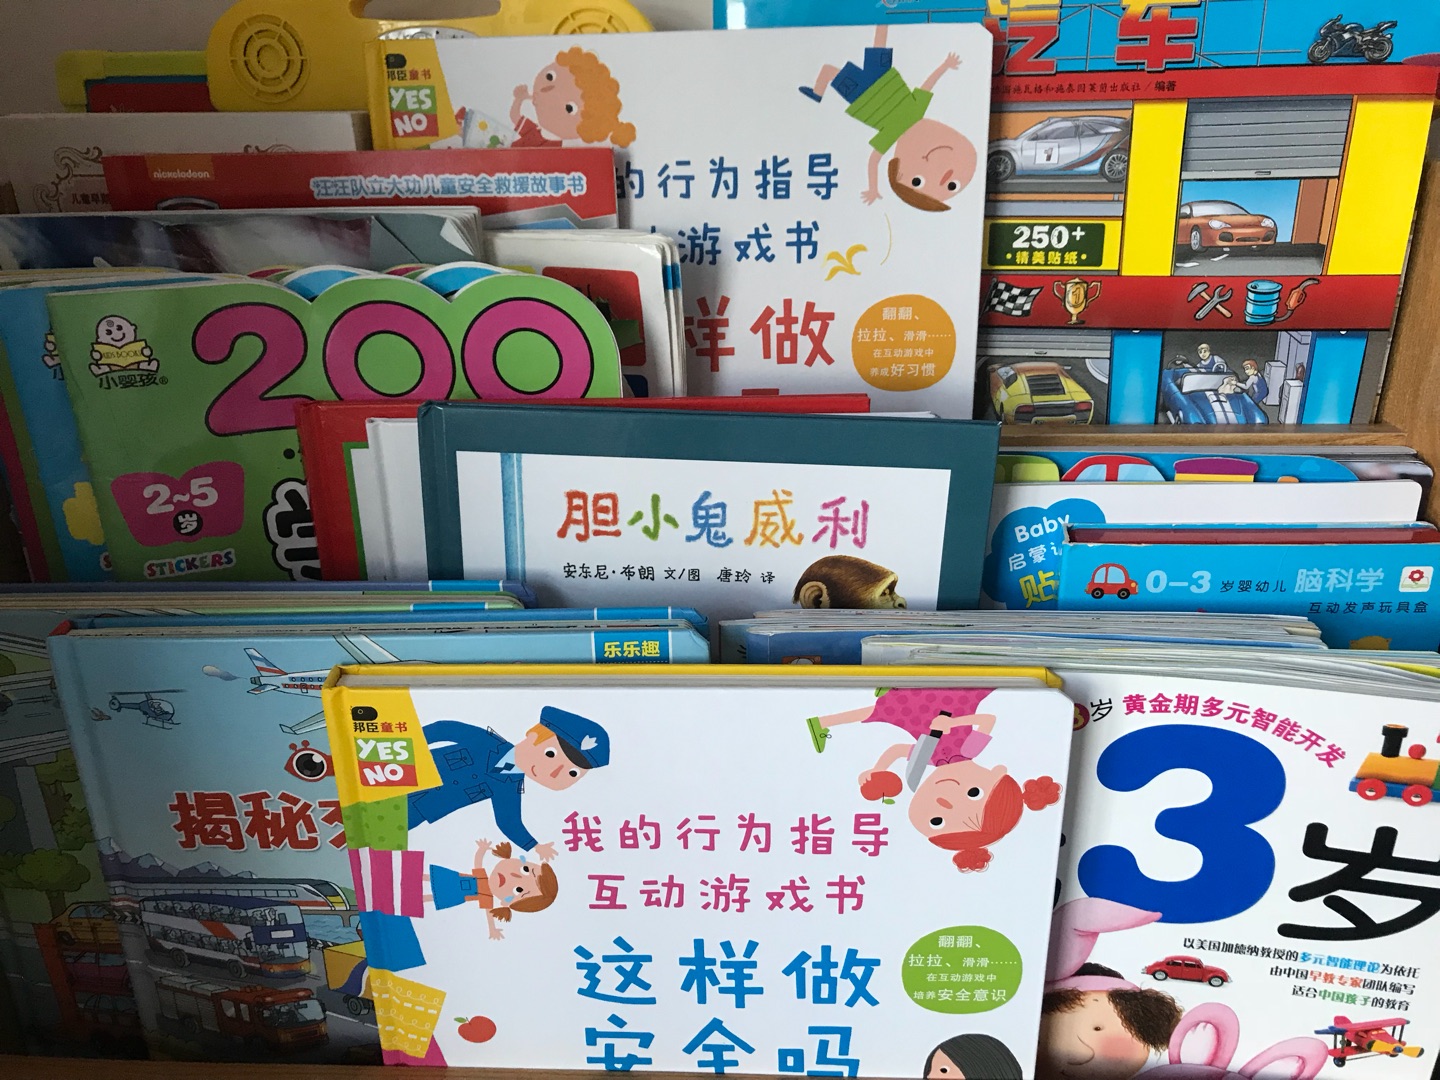 邦臣童书
YES
NO
的行为指导
游戏书
样做
翻翻、
拉拉、滑滑……
在互动游戏中
养成好习惯
汽车
编著
250+
·精美贴纸·
nickelodeon
汪汪队立大功儿童安全救援故事书
KIDS BOOK
小婴孩®
200
2~5
岁
STICKERS
胆小鬼威利
安东尼·布朗 文/图 唐玲 译
Baby
启蒙
贴
0–3 岁婴幼儿 脑科学
互动发声玩具盒
乐乐趣
揭秘
邦臣童书
YES
NO
我的行为指导
互动游戏书
这样做
安全吗
翻翻、
拉拉、滑滑……
在互动游戏中
培养安全意识
3岁 黄金期多元智能开发
3岁
以美国加德纳教授的多元智能理论为依托
由中国早教专家团队编写
适合中国孩子的教育